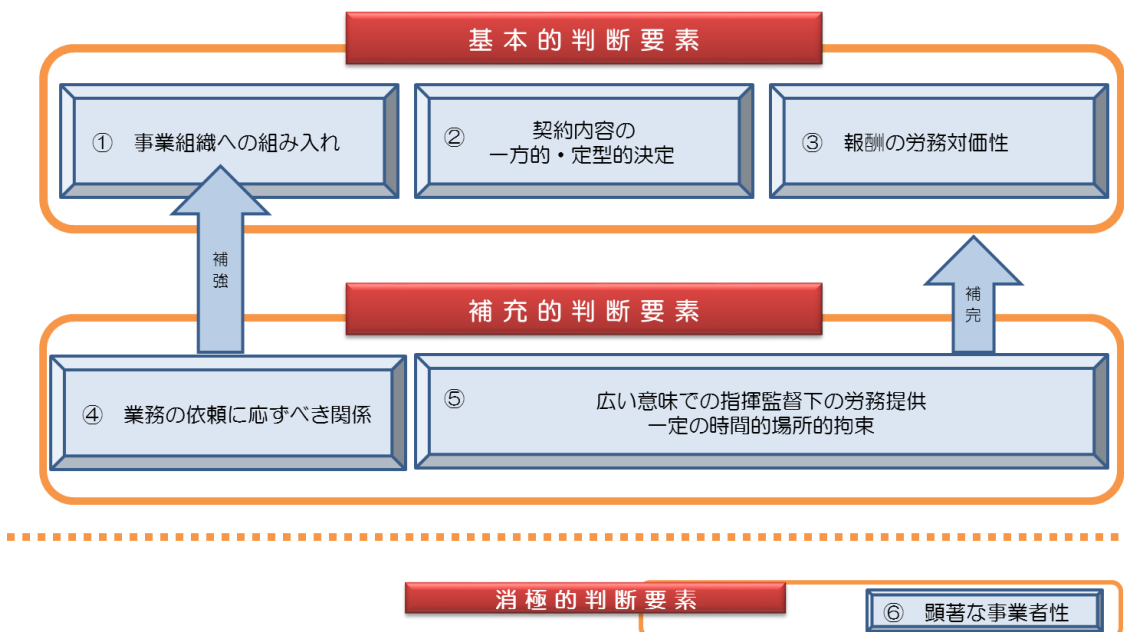 基本的判断要素
① 事業組織への組み入れ
② 契約内容の
一方的・定型的決定
③ 報酬の労務対価性
補強
補完
補充的判断要素
④ 業務の依頼に応ずべき関係
⑤ 広い意味での指揮監督下の労務提供
一定の時間的場所的拘束
消極的判断要素
⑥ 顕著な事業者性